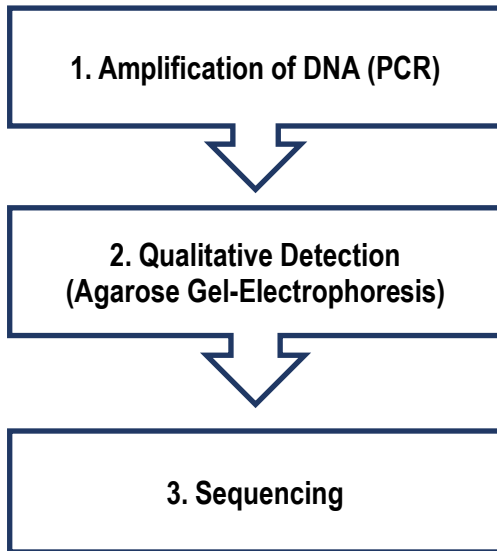 1. Amplification of DNA (PCR)
2. Qualitative Detection
(Agarose Gel-Electrophoresis)
3. Sequencing